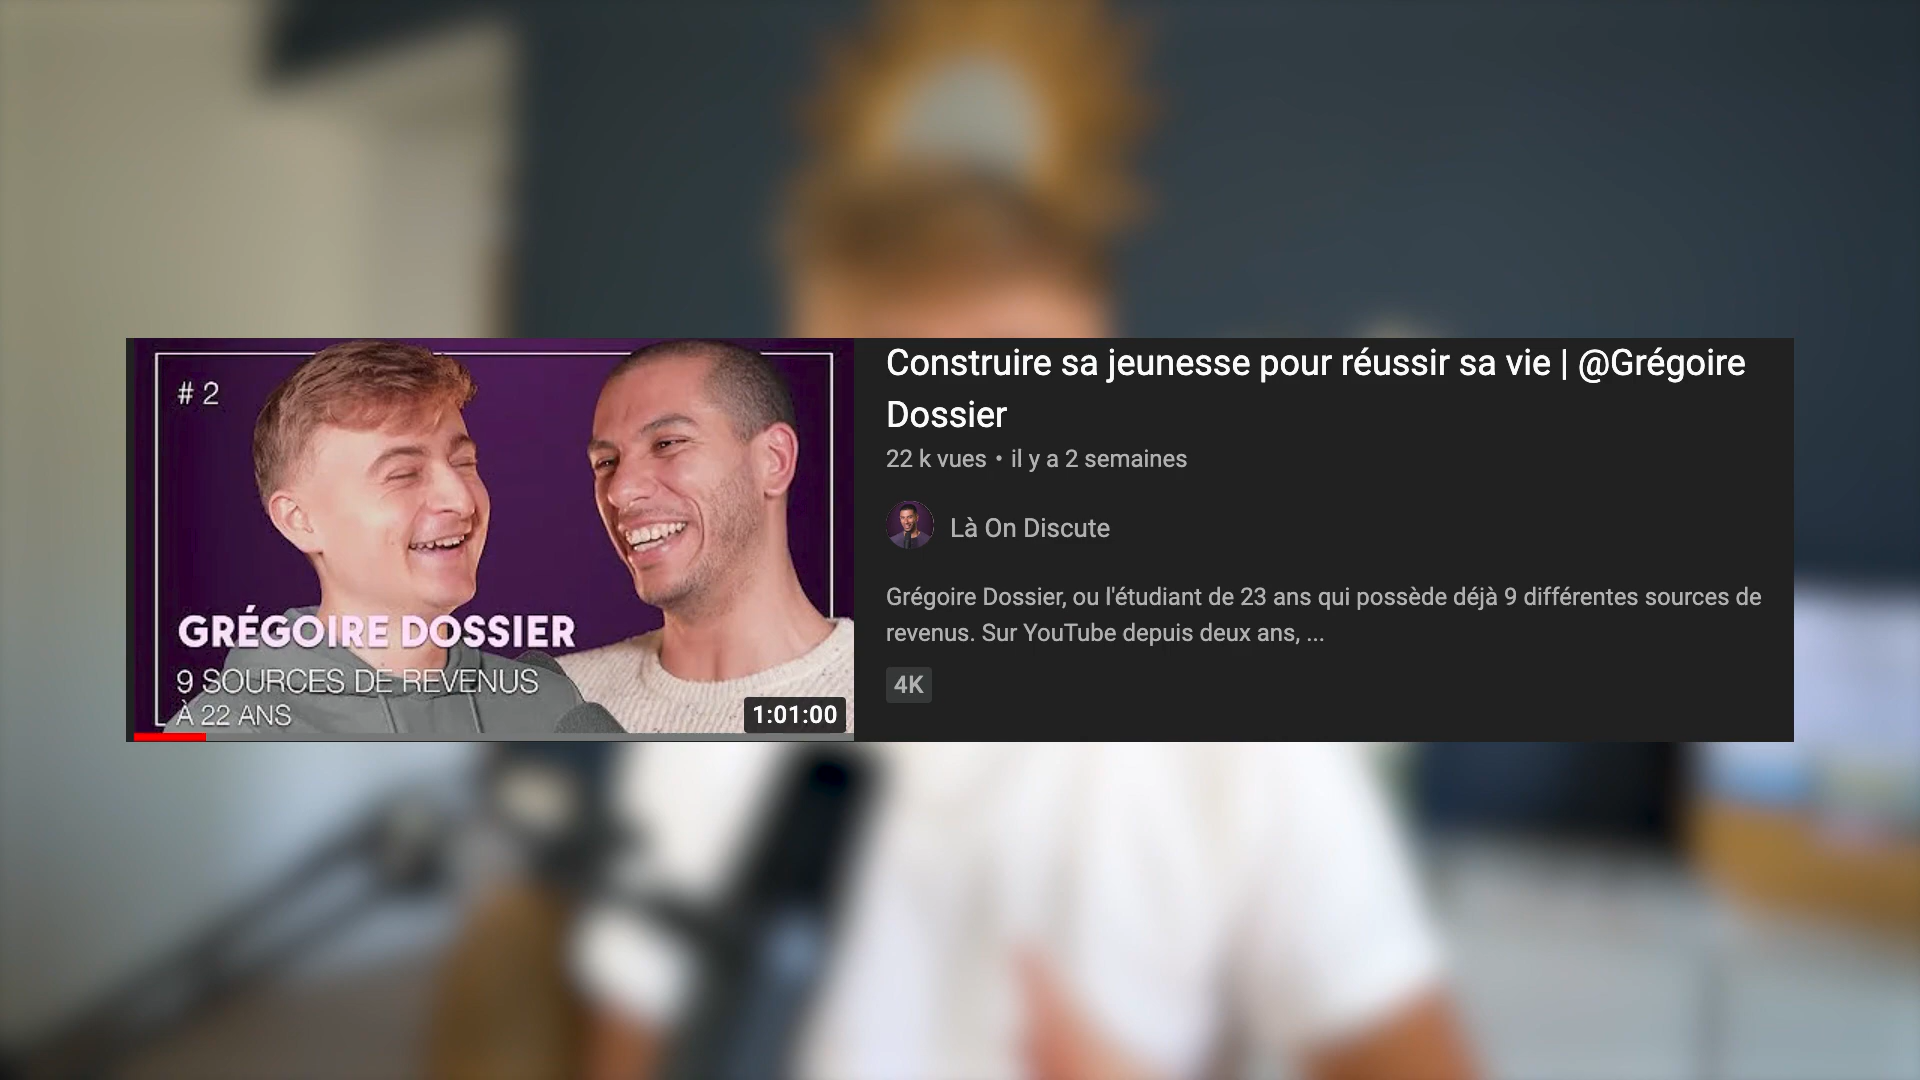 # 2
GRÉGOIRE DOSSIER
9 SOURCES DE REVENUS
À 22 ANS
1:01:00
Construire sa jeunesse pour réussir sa vie | @Grégoire
Dossier
22 k vues • il y a 2 semaines
Là On Discute
Grégoire Dossier, ou l'étudiant de 23 ans qui possède déjà 9 différentes sources de
revenus. Sur YouTube depuis deux ans, ...
4K